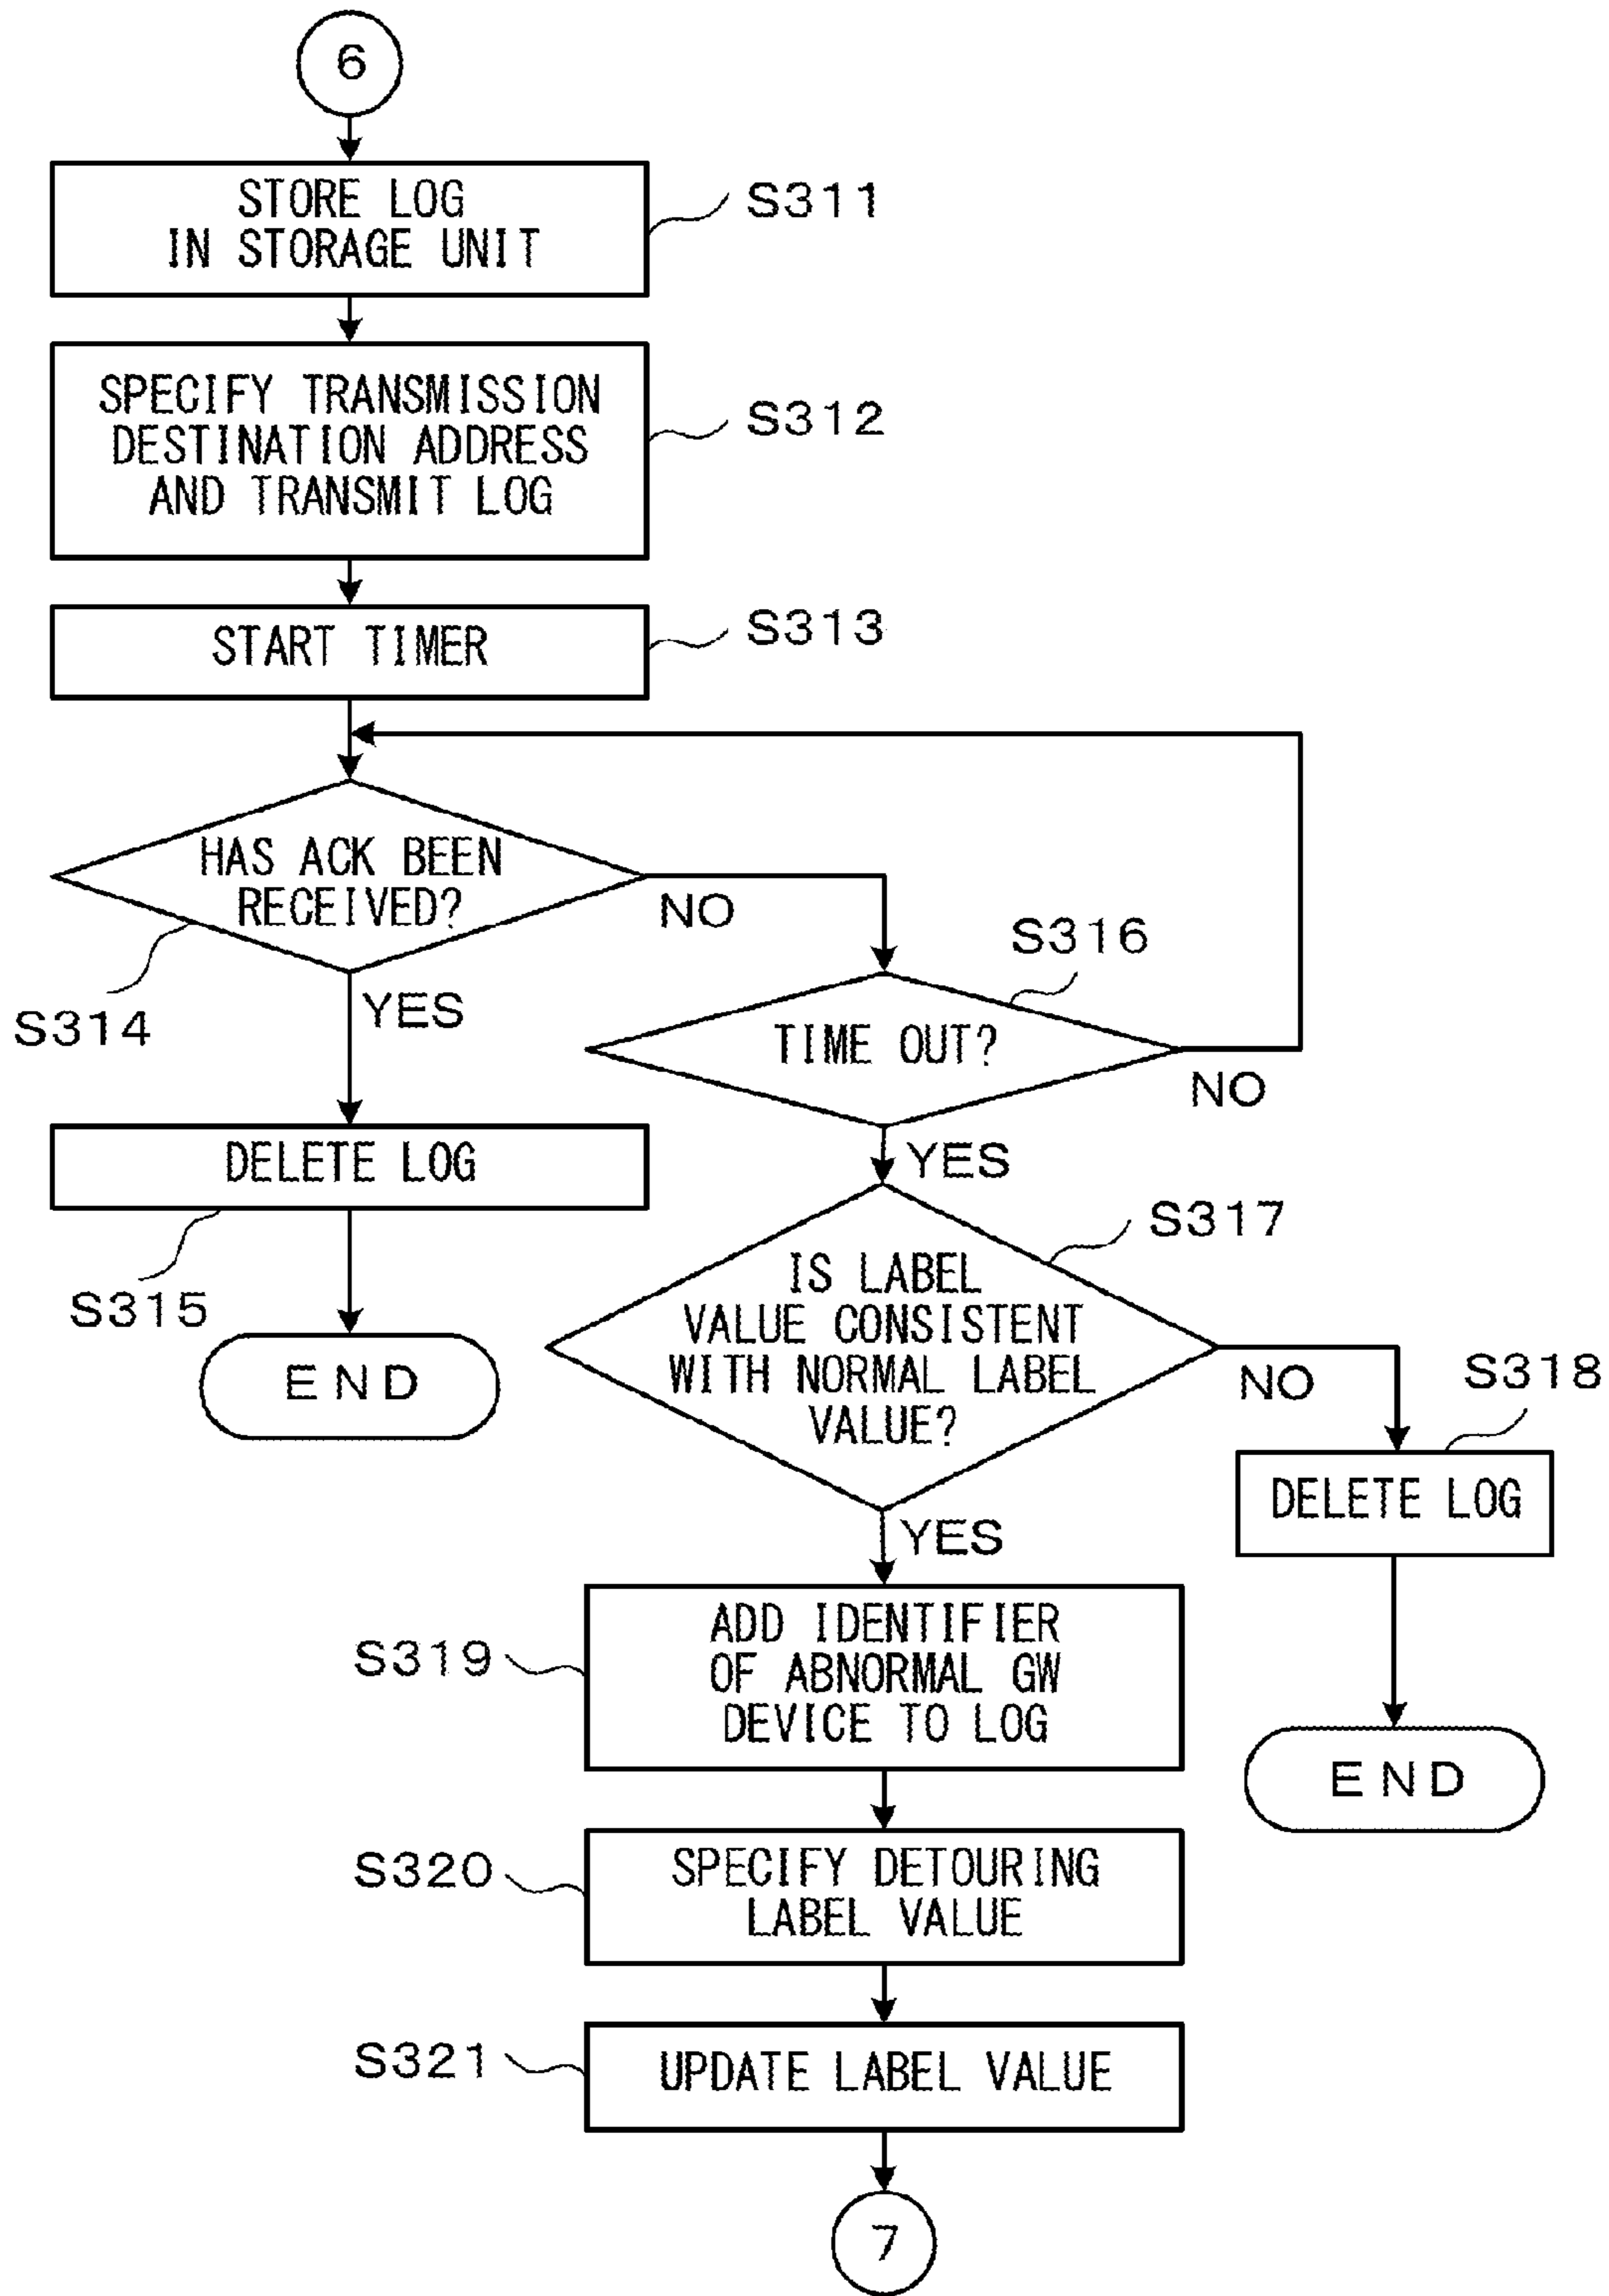 6
STORE LOG
IN STORAGE UNIT
S311
SPECIFY TRANSMISSION
DESTINATION ADDRESS
AND TRANSMIT LOG
S312
START TIMER
S313
HAS ACK BEEN
RECEIVED?
NO
S314
YES
S316
TIME OUT?
NO
YES
DELETE LOG
S315
END
S317
IS LABEL
VALUE CONSISTENT
WITH NORMAL LABEL
VALUE?
NO
S318
DELETE LOG
END
YES
S319
ADD IDENTIFIER
OF ABNORMAL GW
DEVICE TO LOG
S320
SPECIFY DETOURING
LABEL VALUE
S321
UPDATE LABEL VALUE
7